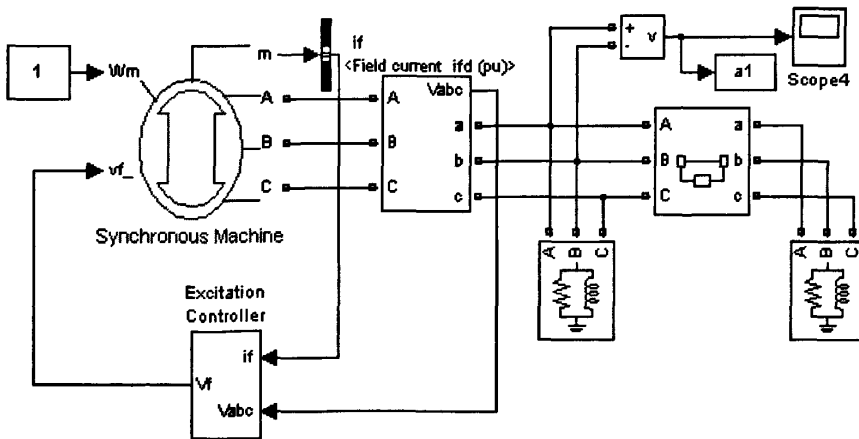 if
<Field current ifd (pu)>
m
1
Wm
A
B
C
vf_
Synchronous Machine
A
B
C
Vabc
a
b
c
+
-
v
a1
Scope4
A
B
C
a
b
c
A B C
A B C
Excitation
Controller
if
Vf
Vabc